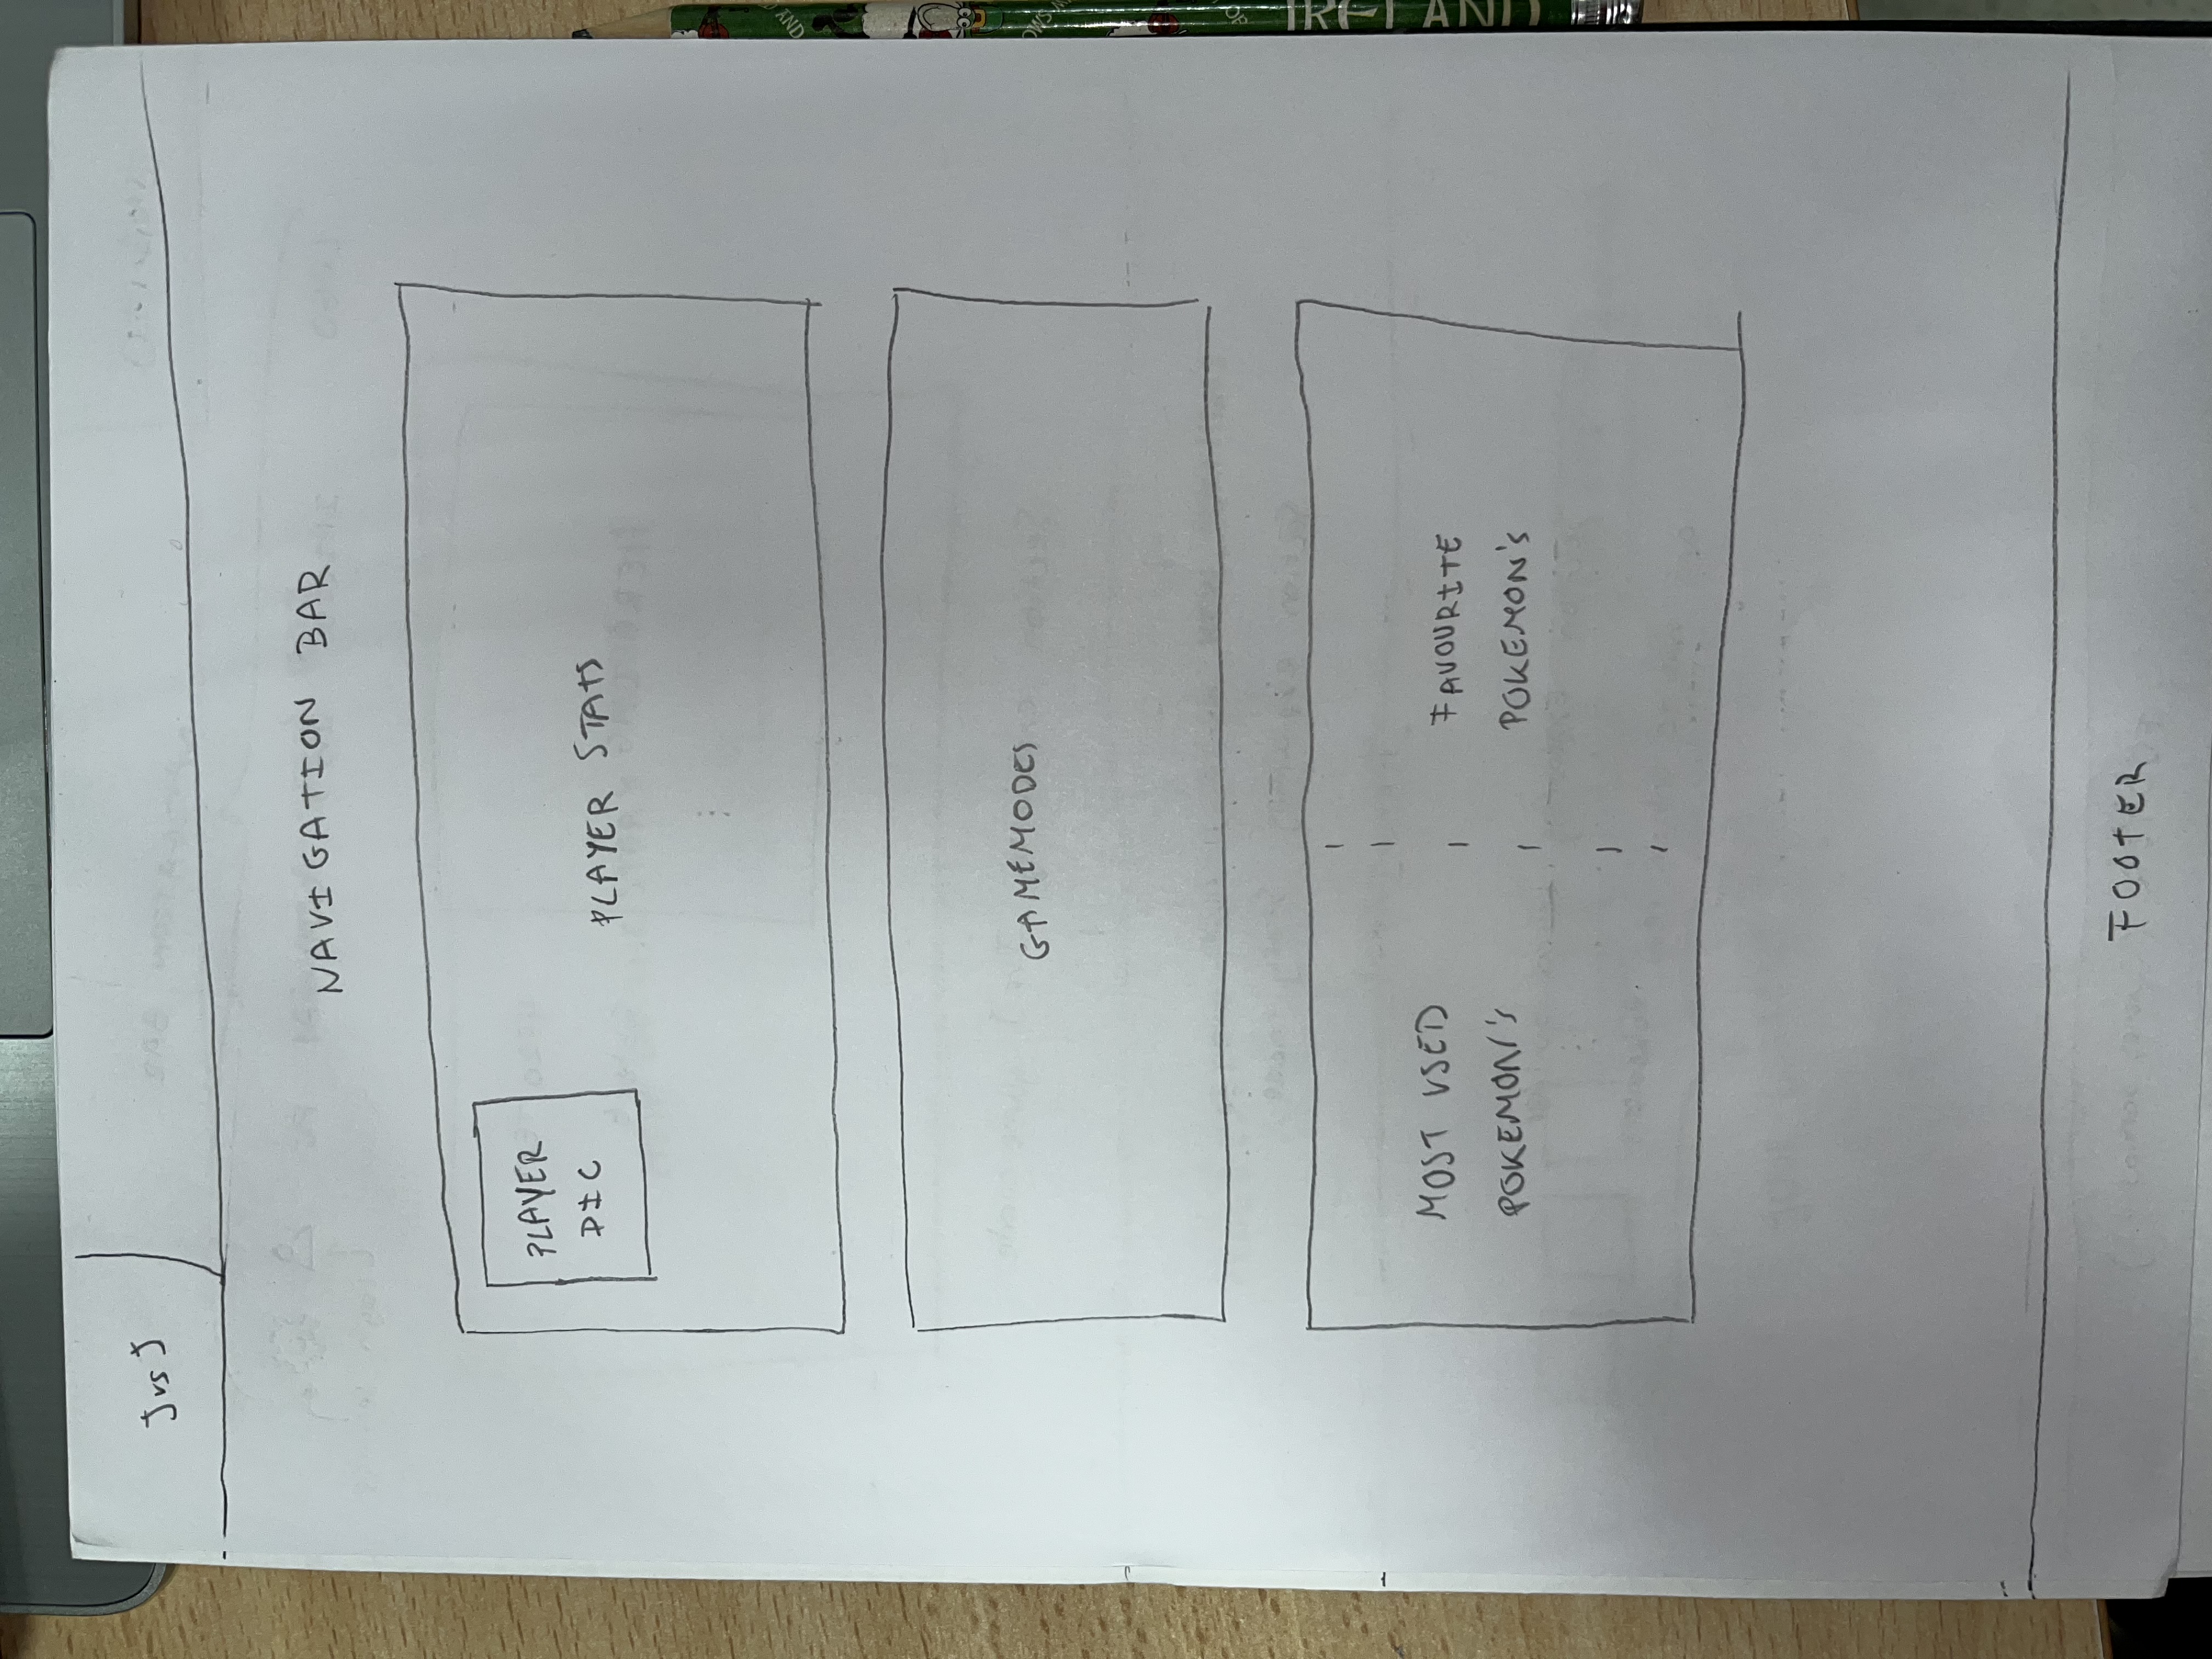 J vs J
NAVIGATION BAR
PLAYER
PIC
PLAYER STATS
GAMEMODES
MOST USED
POKEMON'S
FAVOURITE
POKEMON'S
FOOTER